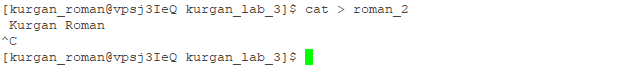 [kurgan_roman@vpsj3IeQ kurgan_lab_3]$ cat > roman_2
 Kurgan Roman
^C
[kurgan_roman@vpsj3IeQ kurgan_lab_3]$